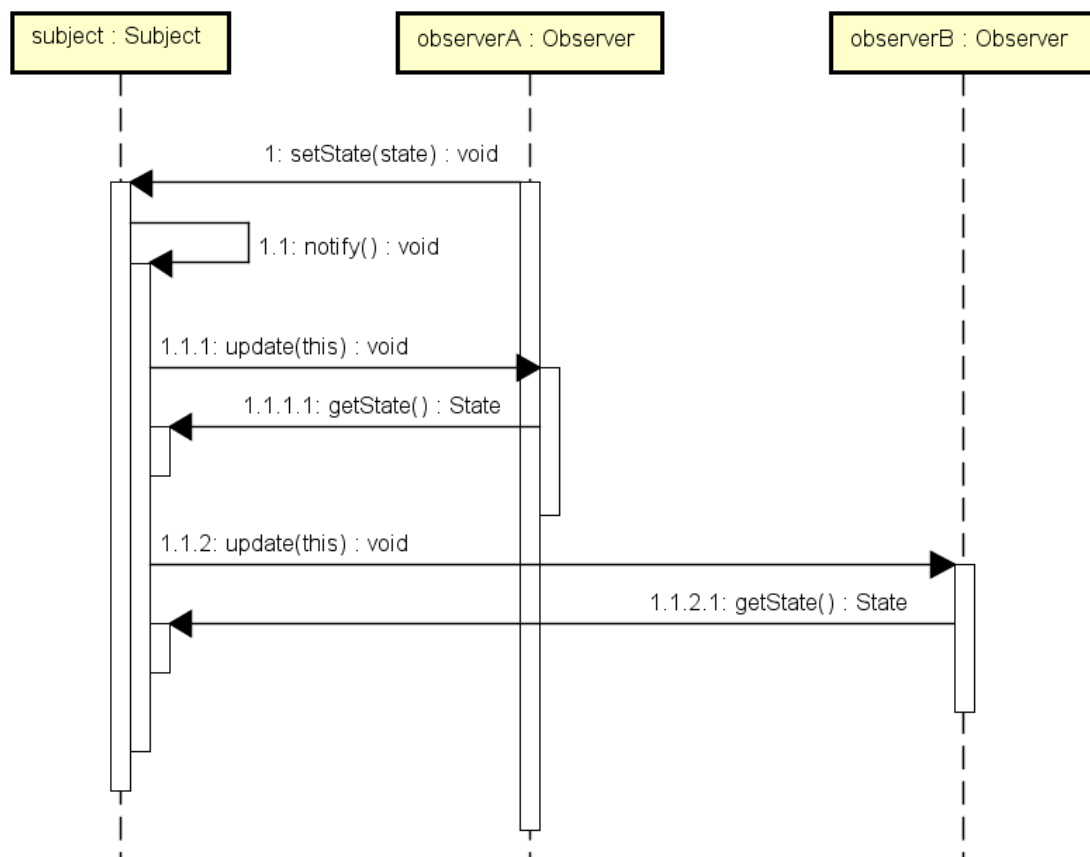 subject : Subject
observerA : Observer
observerB : Observer
1: setState(state) : void
1.1: notify() : void
1.1.1: update(this) : void
1.1.1.1: getState() : State
1.1.2: update(this) : void
1.1.2.1: getState() : State